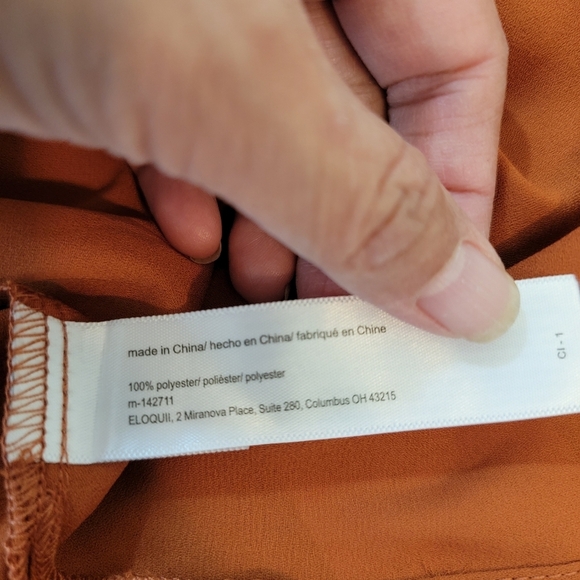 made in China/ hecho en China/ fabriqué en Chine
100% polyester/ poliéster/ polyester
m-142711
ELOQUII, 2 Miranova Place, Suite 280, Columbus OH 43215
CI - 1